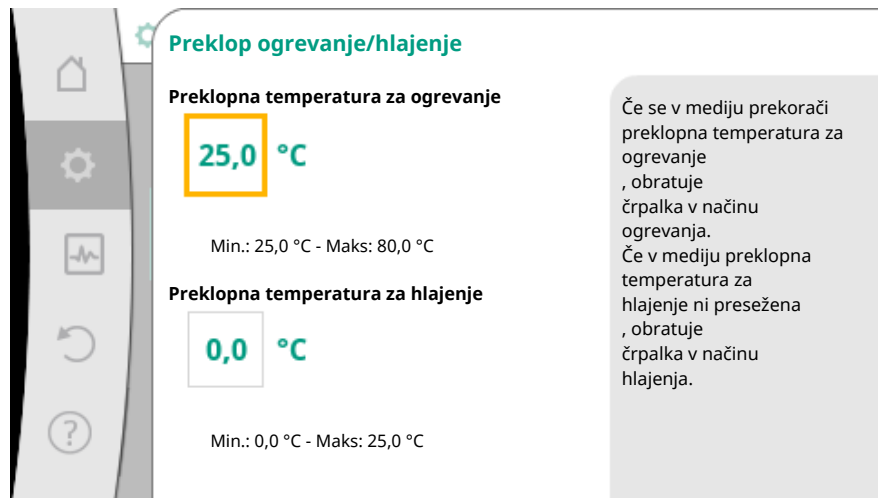 Preklop ogrevanje/hlajenje
Preklopna temperatura za ogrevanje
25,0 °C
Min.: 25,0 °C - Maks: 80,0 °C
Preklopna temperatura za hlajenje
0,0 °C
Min.: 0,0 °C - Maks: 25,0 °C
Če se v mediju prekorači
preklopna temperatura za
ogrevanje
, obratuje
črpalka v načinu
ogrevanja.
Če v mediju preklopna
temperatura za
hlajenje ni presežena
, obratuje
črpalka v načinu
hlajenja.